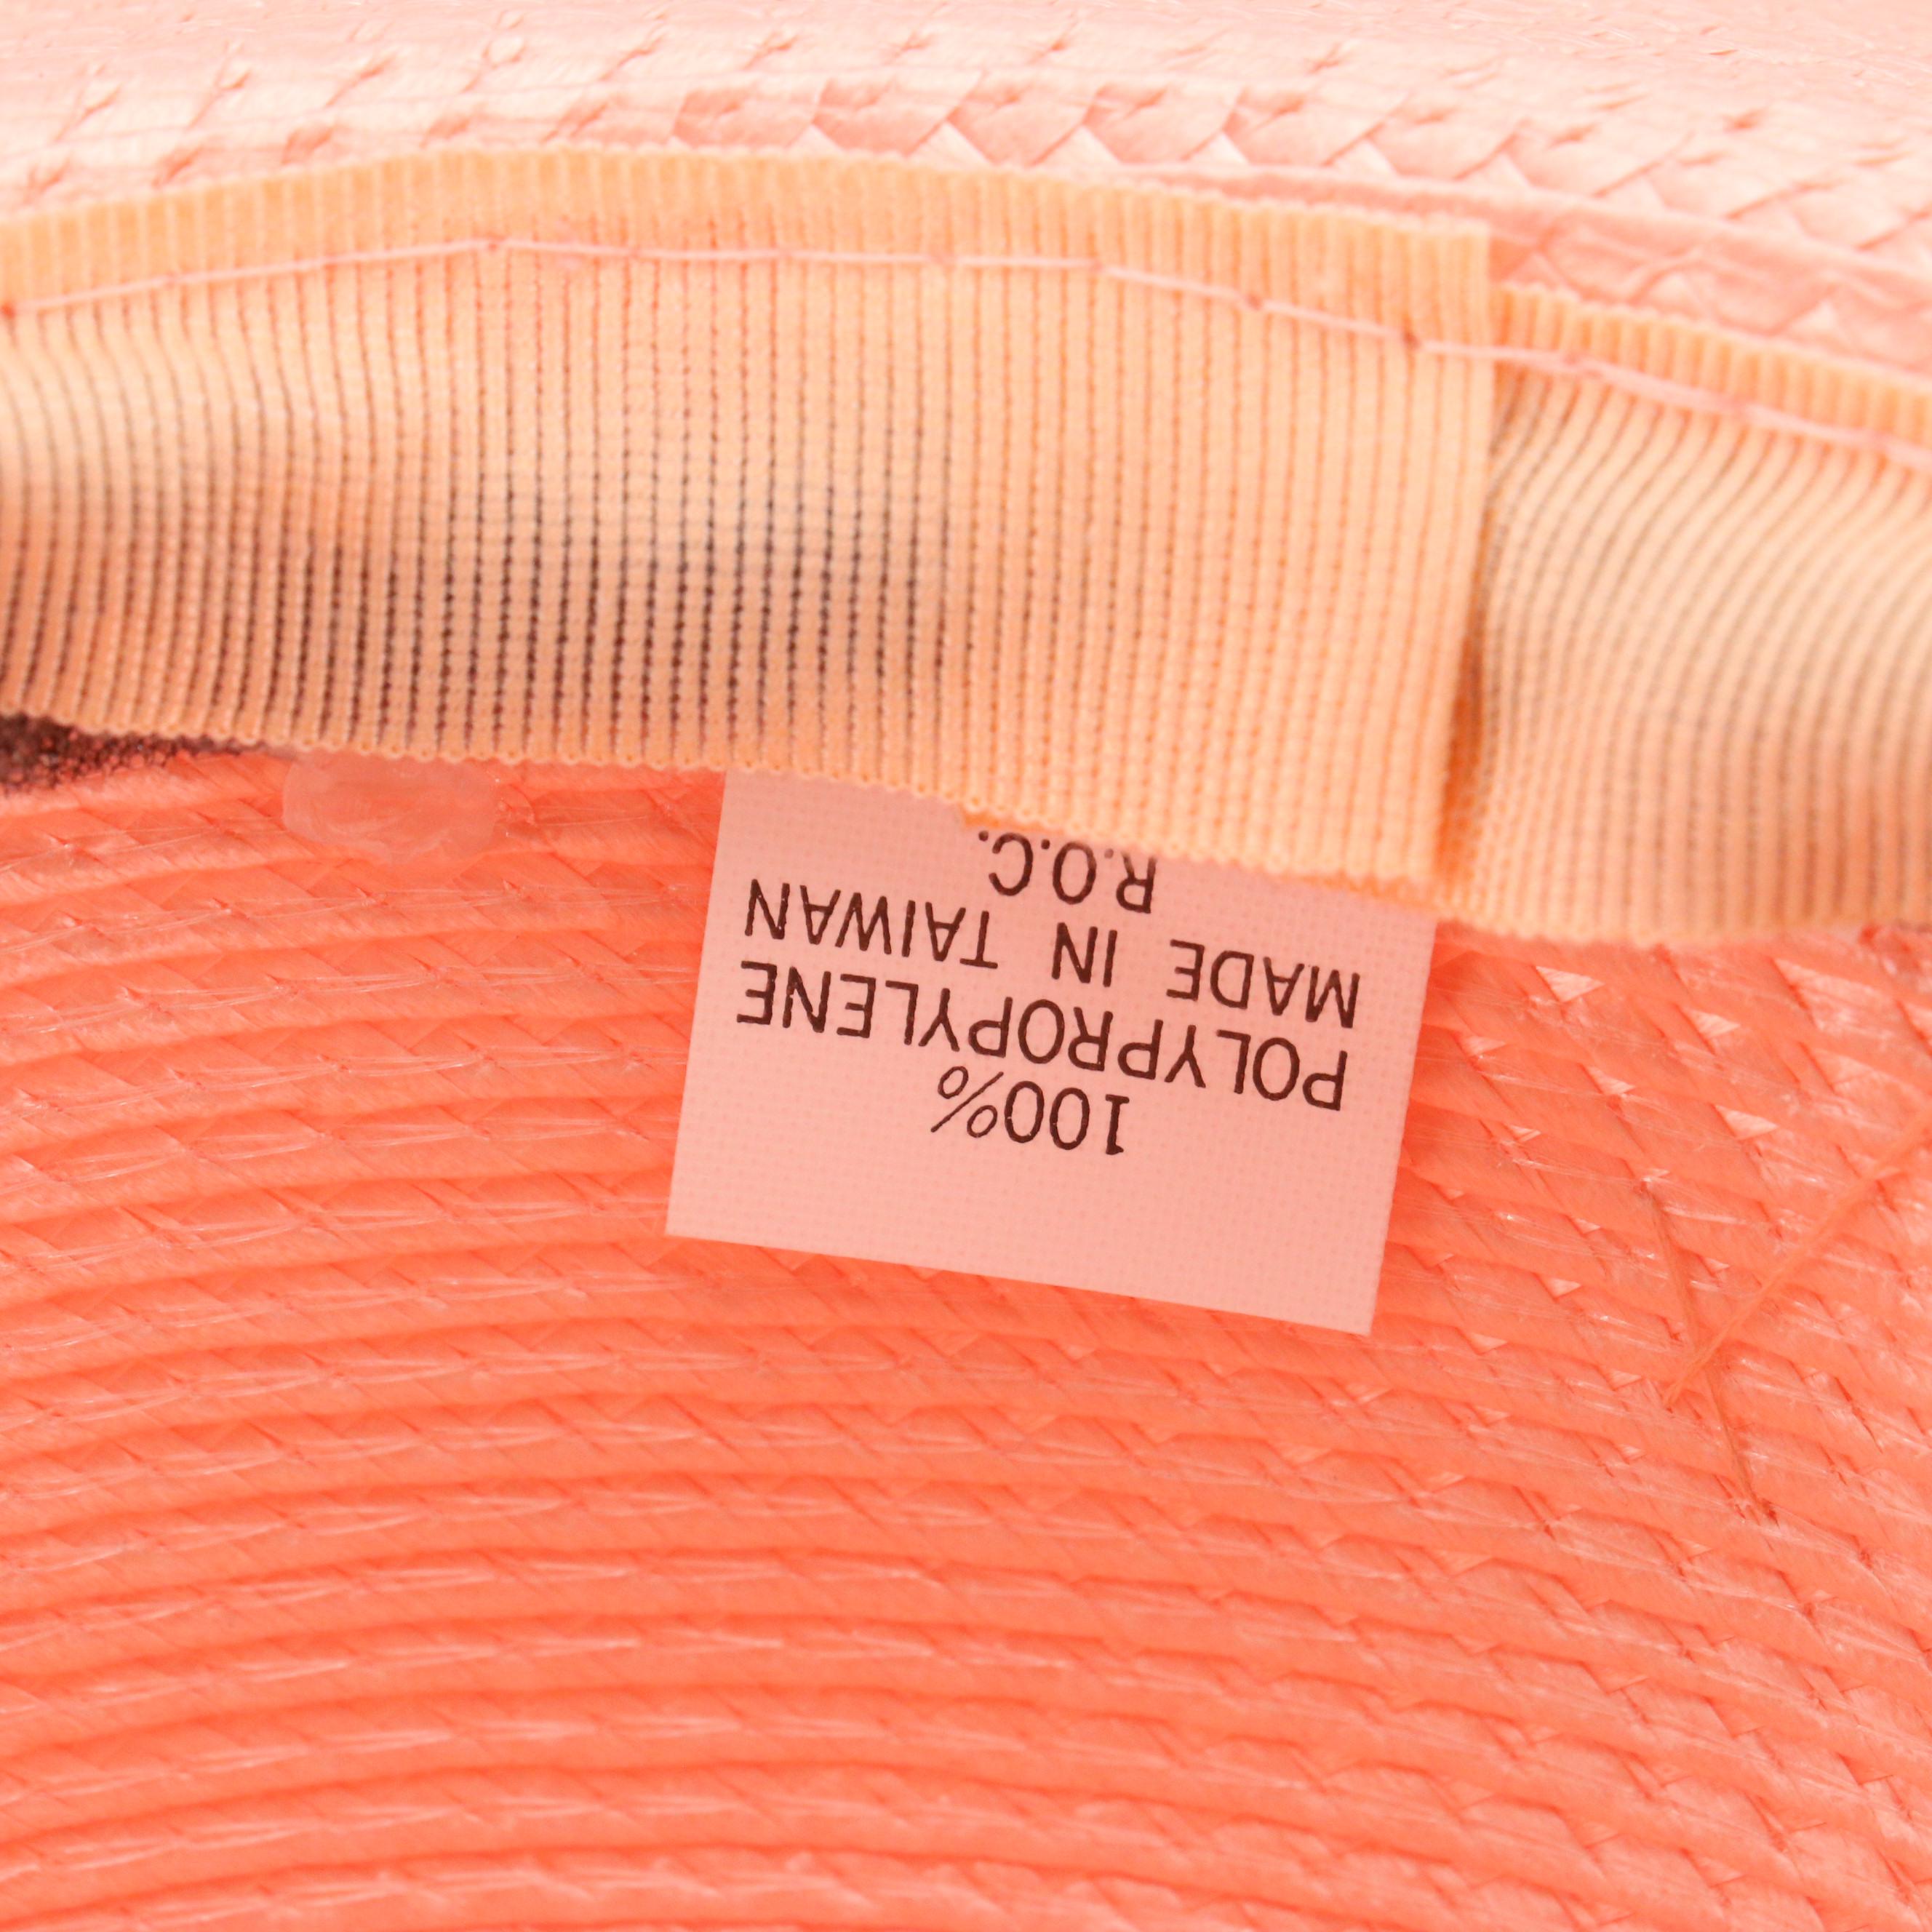 100%
POLYPROPYLENE
MADE IN TAIWAN
R.O.C.